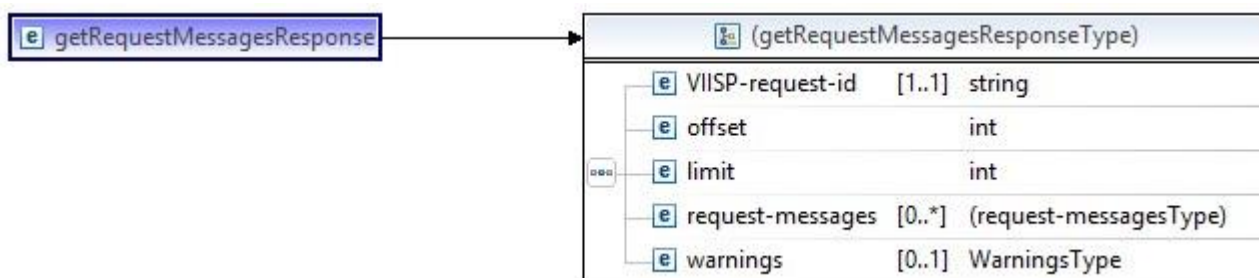 e getRequestMessagesResponse
(getRequestMessagesResponseType)
e VIISP-request-id [1..1] string
e offset int
e limit int
e request-messages [0..*] (request-messagesType)
e warnings [0..1] WarningsType